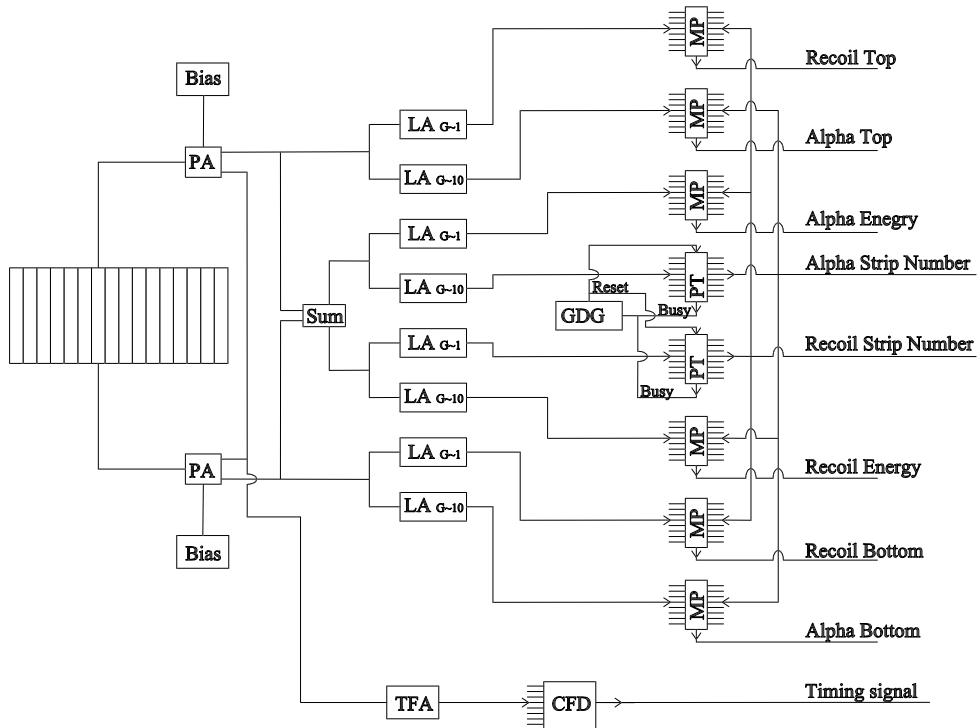 MP
Recoil Top
Bias
MP
LA G~1
Alpha Top
PA
LA G~10
MP
LA G~1
Alpha Enegry
PT
Alpha Strip Number
LA G~10
Reset
Sum
GDG
Busy
LA G~1
PT
Recoil Strip Number
LA G~10
Busy
MP
LA G~1
Recoil Energy
PA
LA G~10
MP
Bias
Recoil Bottom
MP
Alpha Bottom
TFA
CFD
Timing signal